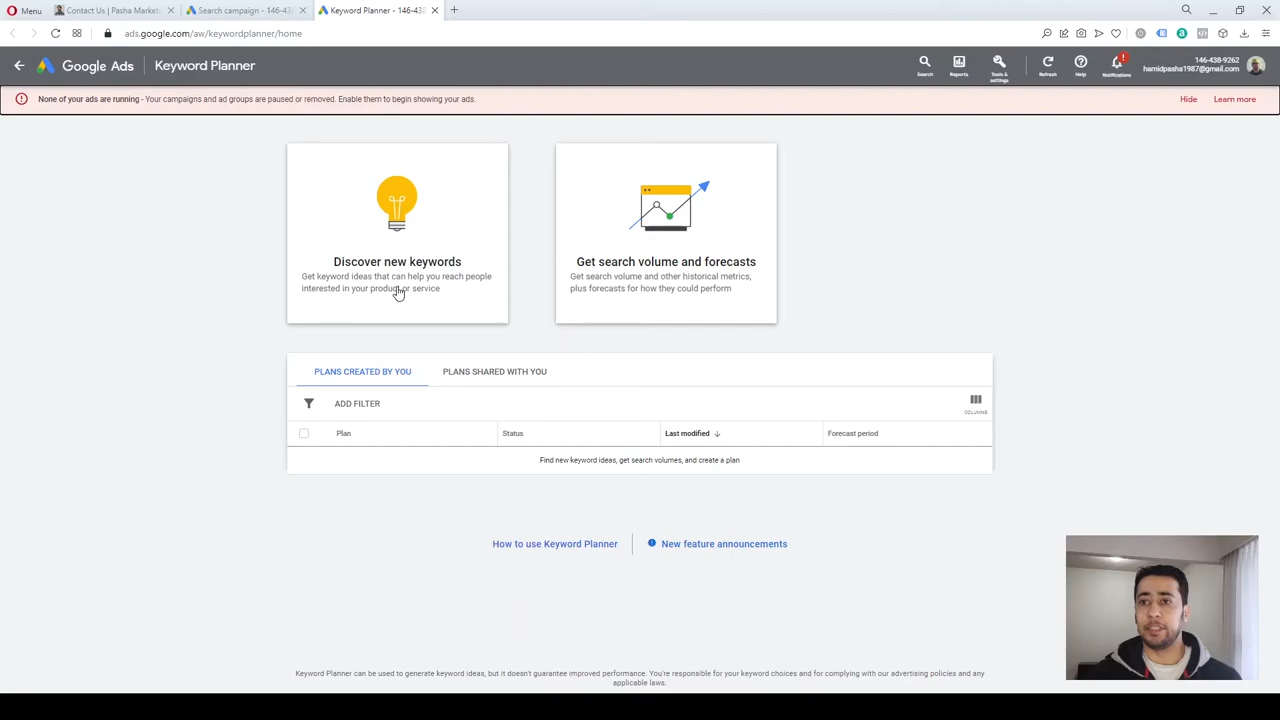 Menu
Contact Us | Pasha Market
Search campaign - 146-43
Keyword Planner - 146-43
ads.google.com/aw/keywordplanner/home
Google Ads
Keyword Planner
Search
Reports
Tools & settings
Refresh
Help
!
Notifications
146-438-9262
hamidpasha1987@gmail.com
None of your ads are running - Your campaigns and ad groups are paused or removed. Enable them to begin showing your ads.
Hide
Learn more
Discover new keywords
Get keyword ideas that can help you reach people
interested in your product or service
Get search volume and forecasts
Get search volume and other historical metrics,
plus forecasts for how they could perform
PLANS CREATED BY YOU
PLANS SHARED WITH YOU
ADD FILTER
COLUMNS
Plan
Status
Last modified
Forecast period
Find new keyword ideas, get search volumes, and create a plan
How to use Keyword Planner
New feature announcements
Keyword Planner can be used to generate keyword ideas, but it doesn't guarantee improved performance. You're responsible for your keyword choices and for complying with our advertising policies and any
applicable laws.